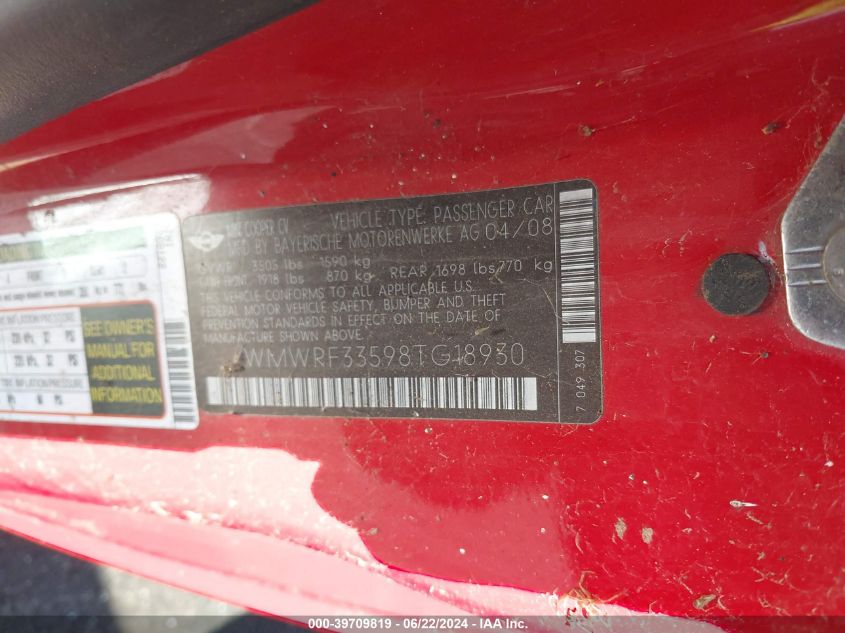 MINI COOPER CV VEHICLE TYPE: PASSENGER CAR
MFD BY BAYERISCHE MOTORENWERKE AG 04/08
GVWR 3505 lbs 1590 kg
FRONT 1918 lbs 870 kg REAR 1698 lbs 770 kg
THIS VEHICLE CONFORMS TO ALL APPLICABLE U.S.
FEDERAL MOTOR VEHICLE SAFETY, BUMPER AND THEFT
PREVENTION STANDARDS IN EFFECT ON THE DATE OF
MANUFACTURE SHOWN ABOVE.
WMWRF33598TG18930
7 049 307
SEE OWNER'S
MANUAL FOR
ADDITIONAL
INFORMATION
000-39709819 - 06/22/2024 -